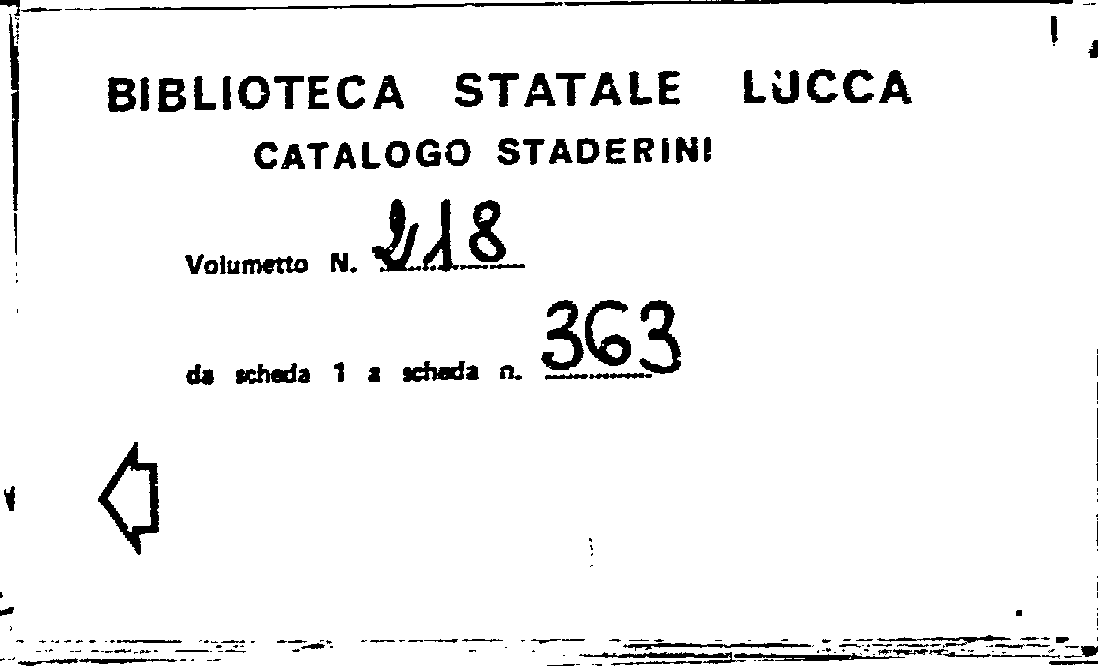 BIBLIOTECA STATALE LUCCA
CATALOGO STADERINI
Volumetto N. 218
da scheda 1 a scheda n. 363